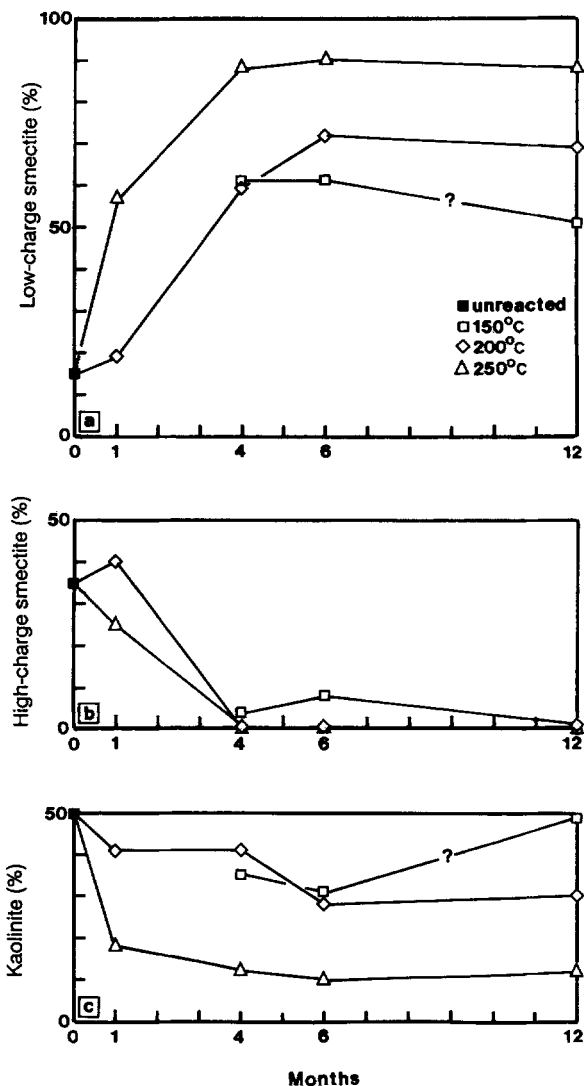 100
50
0
Low-charge smectite (%)
?
■ unreacted
□ 150°C
◇ 200°C
△ 250°C
a
0 1 4 6 12
50
0
High-charge smectite (%)
b
0 1 4 6 12
50
0
Kaolinite (%)
?
c
0 1 4 6 12
Months